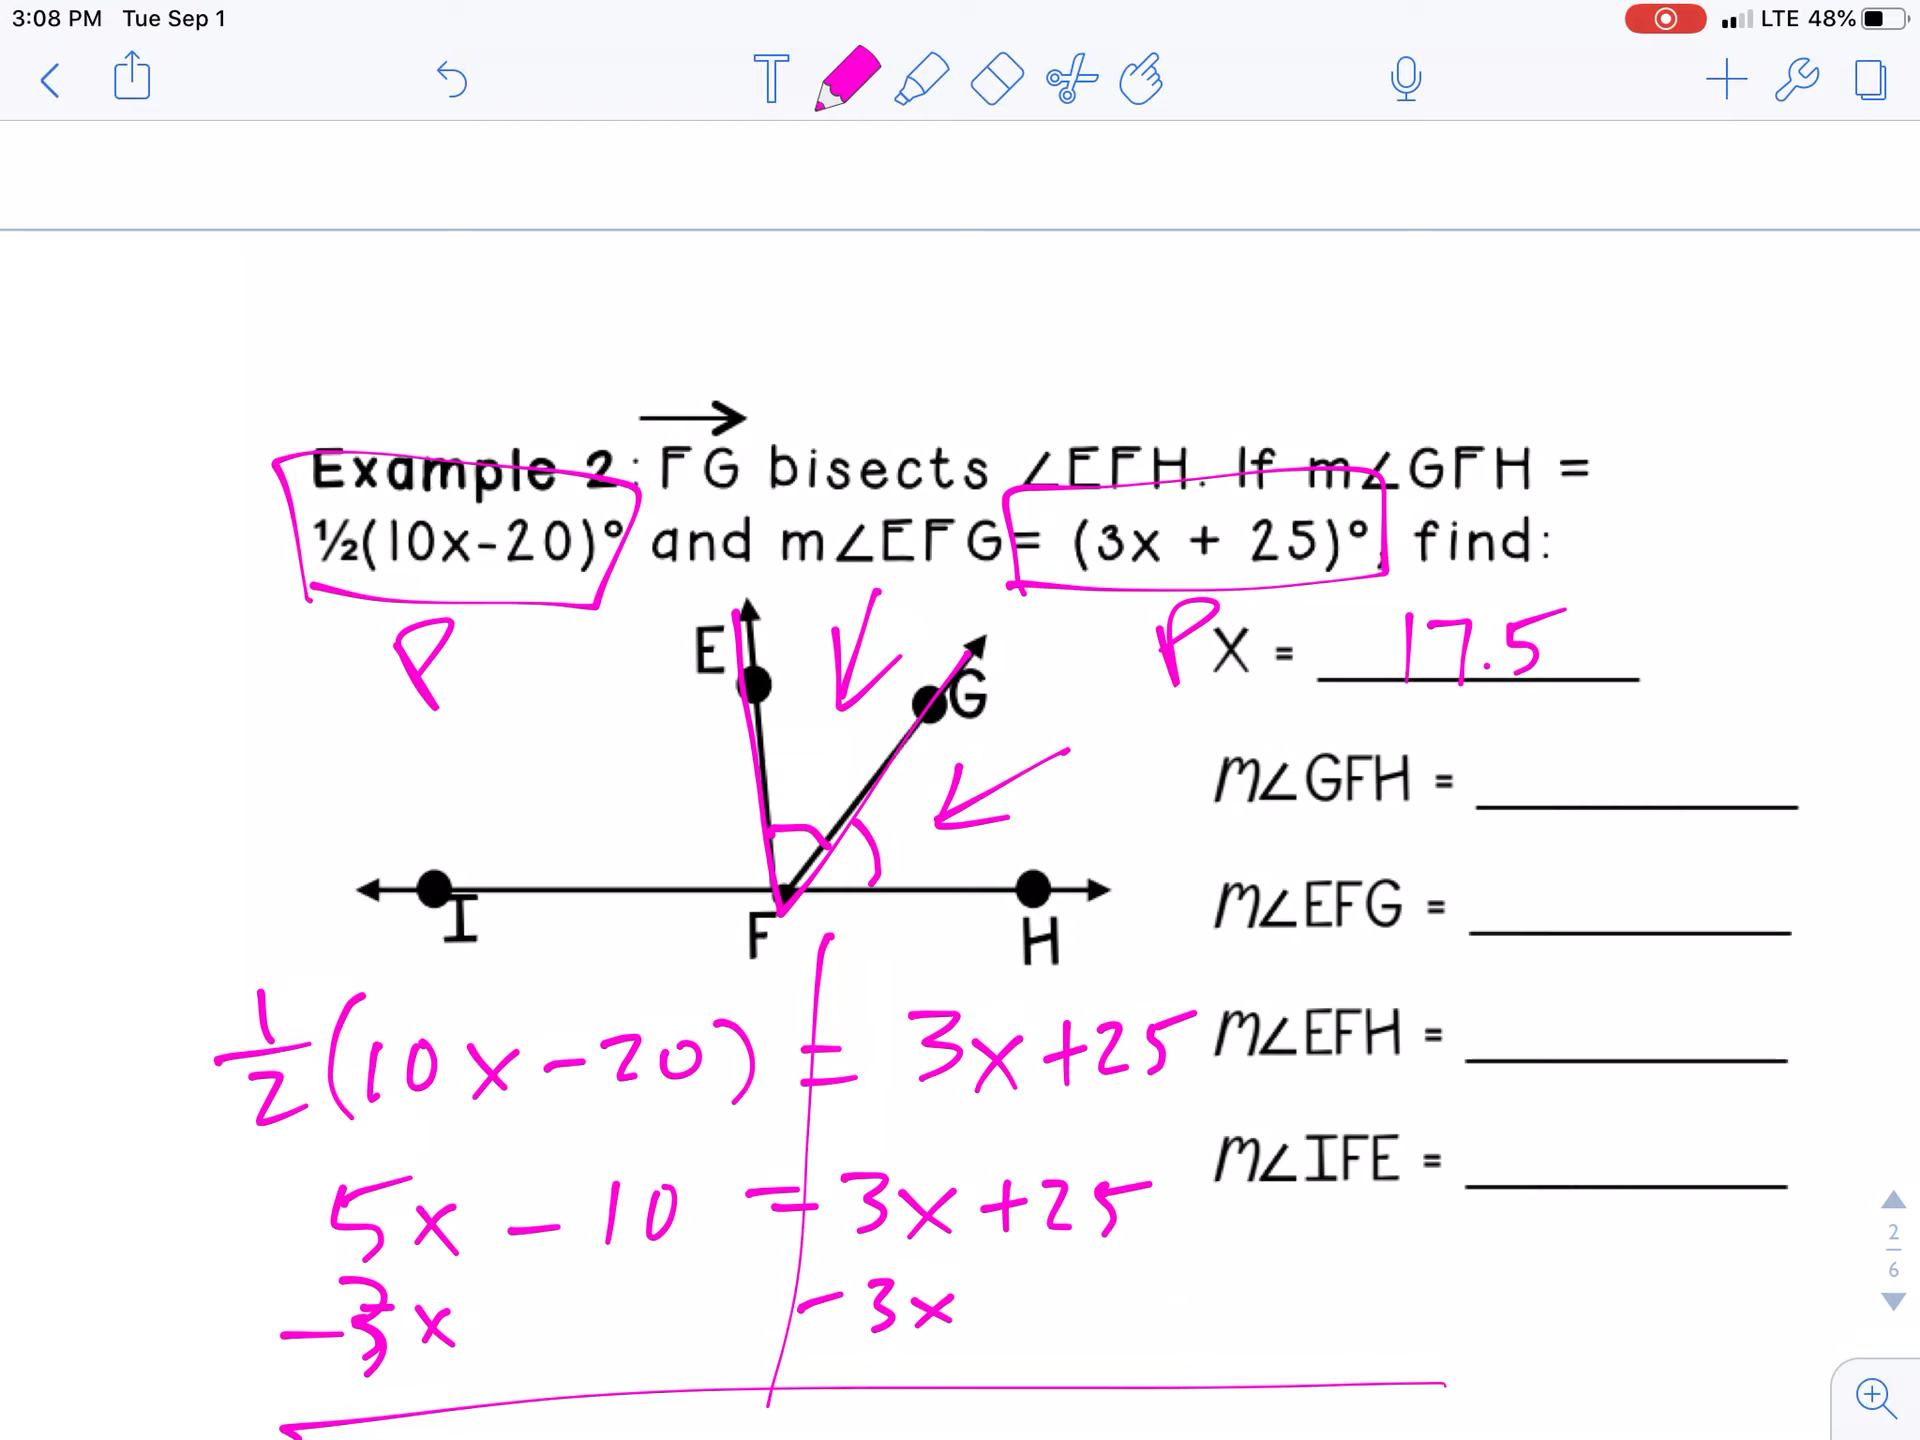 3:08 PM Tue Sep 1
LTE 48%
T
Example 2: FG bisects ∠EFH. If m∠GFH =
½(10x-20)° and m∠EFG= (3x + 25)°, find:
P
E
G
I
F
H
P X = 17.5
m∠GFH =
m∠EFG =
m∠EFH =
m∠IFE =
1/2(10x-20) = 3x+25
5x - 10 = 3x+25
-3x -3x
2
6